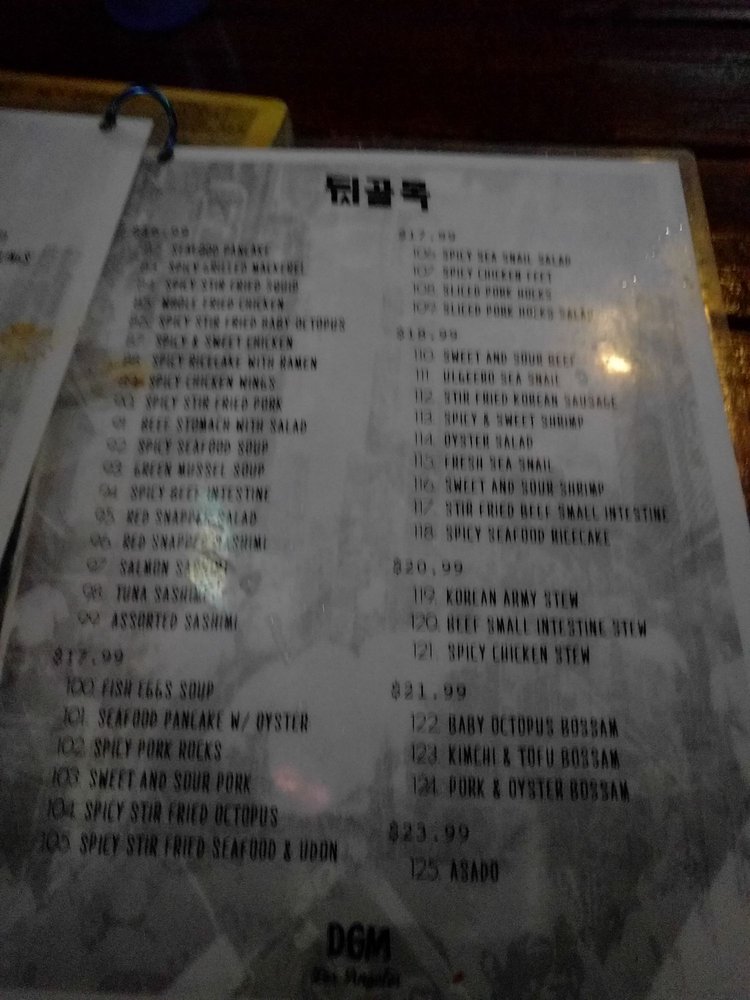 뒷골목
SEAFOOD PANCAKE
SPICY GRILLED MACKEREL
SPICY STIR FRIED SQUID
WHOLE FRIED CHICKEN
SPICY STIR FRIED BABY OCTOPUS
SPICY & SWEET CHICKEN
SPICY RICECAKE WITH RAMEN
SPICY CHICKEN WINGS
90. SPICY STIR FRIED PORK
91. BEEF STOMACH WITH SALAD
92. SPICY SEAFOOD SOUP
93. GREEN MUSSEL SOUP
94. SPICY BEEF INTESTINE
95. RED SNAPPER SALAD
96. RED SNAPPER SASHIMI
97. SALMON SASHIMI
98. TUNA SASHIMI
99. ASSORTED SASHIMI
$17.99
100. FISH EGGS SOUP
101. SEAFOOD PANCAKE W/ OYSTER
102. SPICY PORK HOCKS
103. SWEET AND SOUR PORK
104. SPICY STIR FRIED OCTOPUS
105. SPICY STIR FRIED SEAFOOD & UDON
$17.99
106. SPICY SEA SNAIL SALAD
107. SPICY CHICKEN FEET
108. SLICED PORK HOCKS
109. SLICED PORK HOCKS SALAD
$18.99
110. SWEET AND SOUR BEEF
111. ULGEEBO SEA SNAIL
112. STIR FRIED KOREAN SAUSAGE
113. SPICY & SWEET SHRIMP
114. OYSTER SALAD
115. FRESH SEA SNAIL
116. SWEET AND SOUR SHRIMP
117. STIR FRIED BEEF SMALL INTESTINE
118. SPICY SEAFOOD RICECAKE
$20.99
119. KOREAN ARMY STEW
120. BEEF SMALL INTESTINE STEW
121. SPICY CHICKEN STEW
$21.99
122. BABY OCTOPUS BOSSAM
123. KIMCHI & TOFU BOSSAM
124. PORK & OYSTER BOSSAM
$23.99
125. ASADO
DGM
Los Angeles